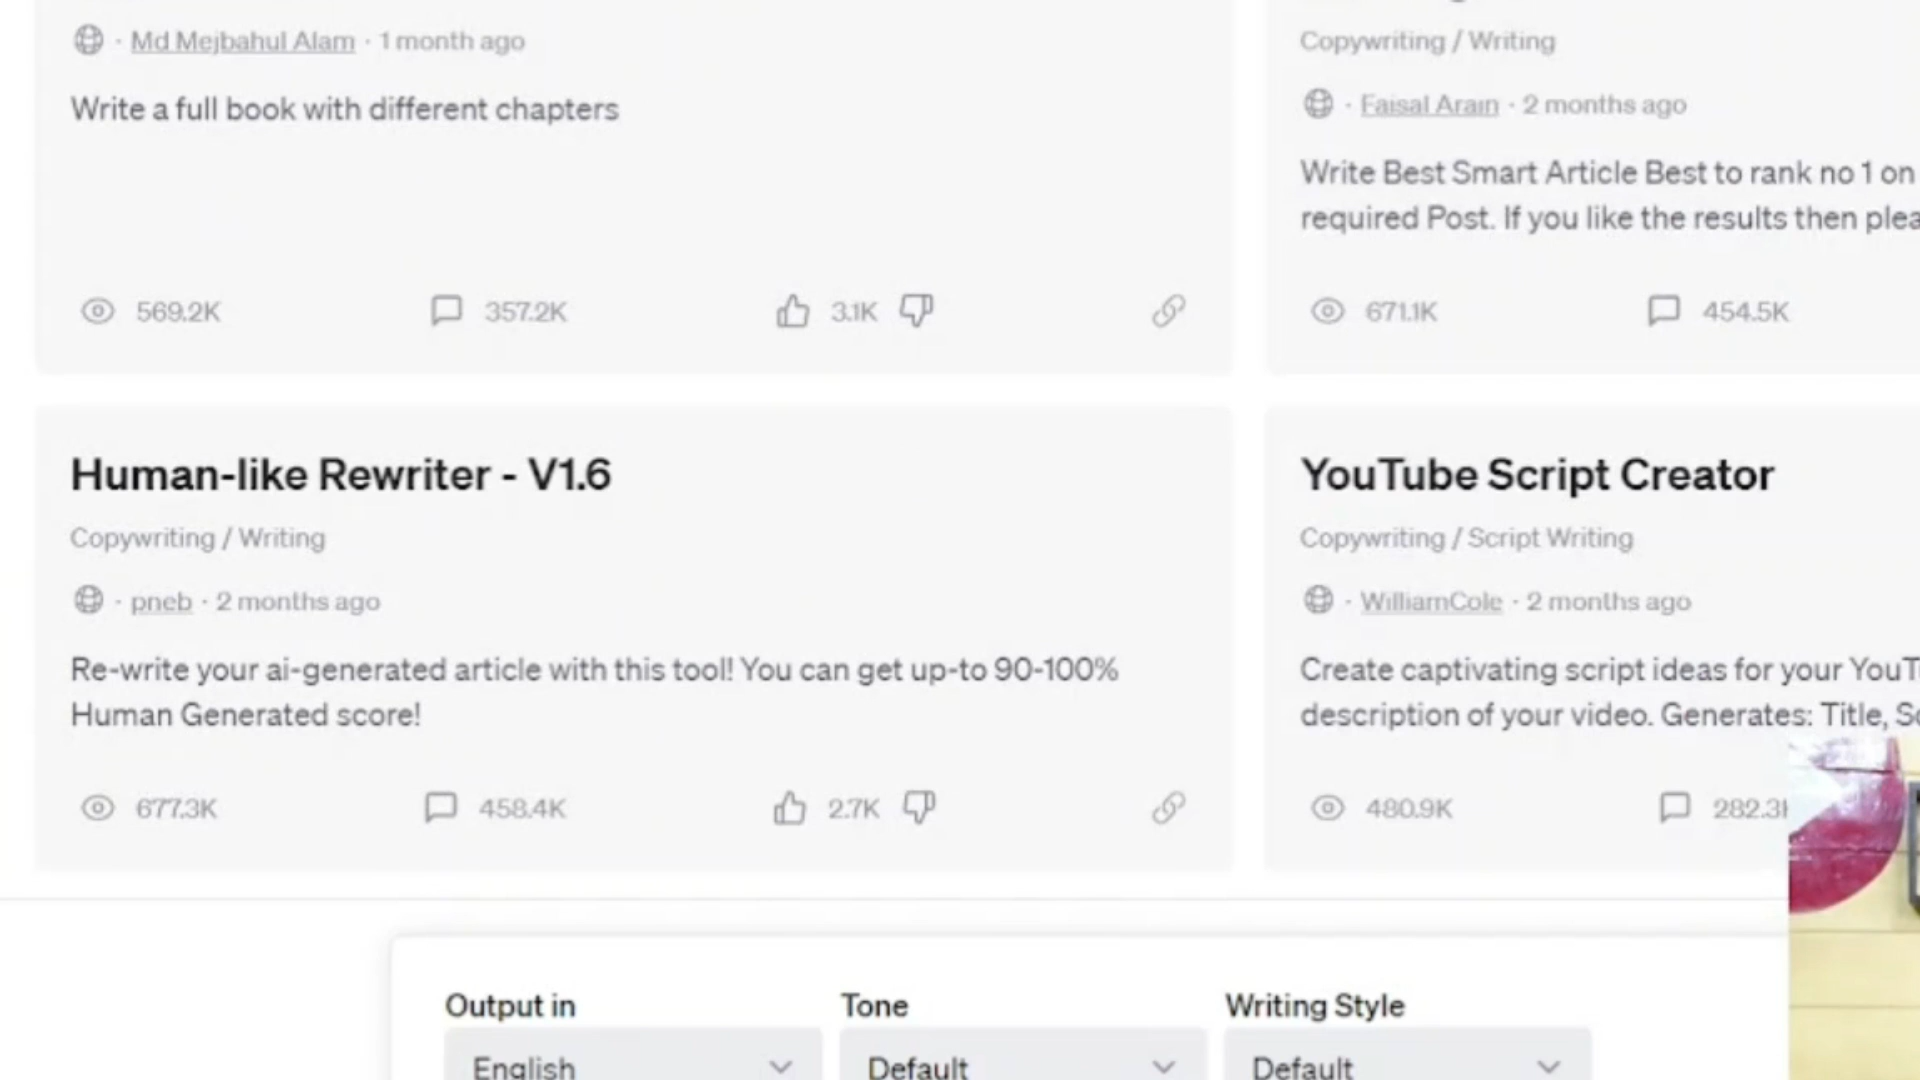 Md Mejbahul Alam · 1 month ago
Write a full book with different chapters
569.2K 357.2K 3.1K
Copywriting / Writing
Faisal Arain · 2 months ago
Write Best Smart Article Best to rank no 1 on
required Post. If you like the results then
671.1K 454.5K
Human-like Rewriter - V1.6
Copywriting / Writing
· pneb · 2 months ago
Re-write your ai-generated article with this tool! You can get up-to 90-100%
Human Generated score!
677.3K 458.4K 2.7K
YouTube Script Creator
Copywriting / Script Writing
· WilliamCole · 2 months ago
Create captivating script ideas for your
description of your video. Generates: Title,
480.9K 282.3
Output in Tone Writing Style
English Default Default